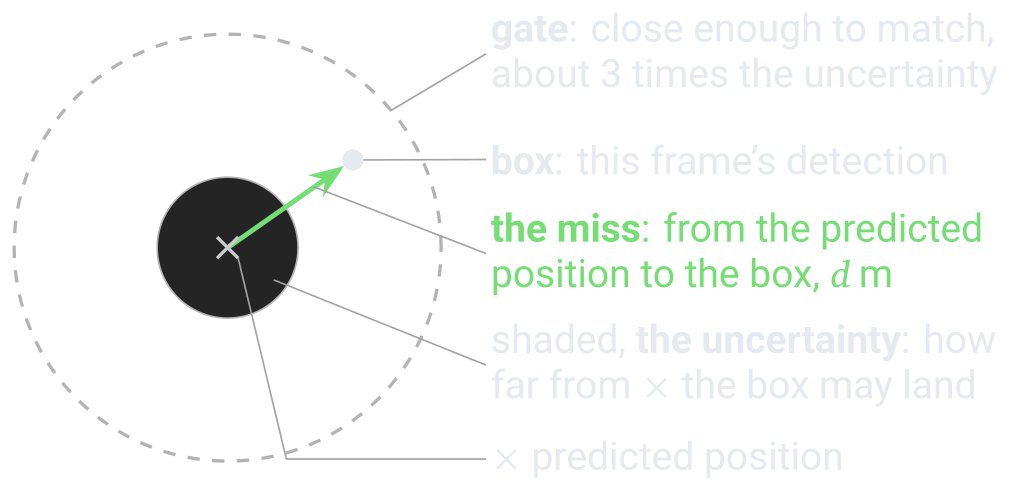 gate: close enough to match,
about 3 times the uncertainty
box: this frame’s detection
the miss: from the predicted
position to the box, d m
shaded, the uncertainty: how
far from × the box may land
× predicted position